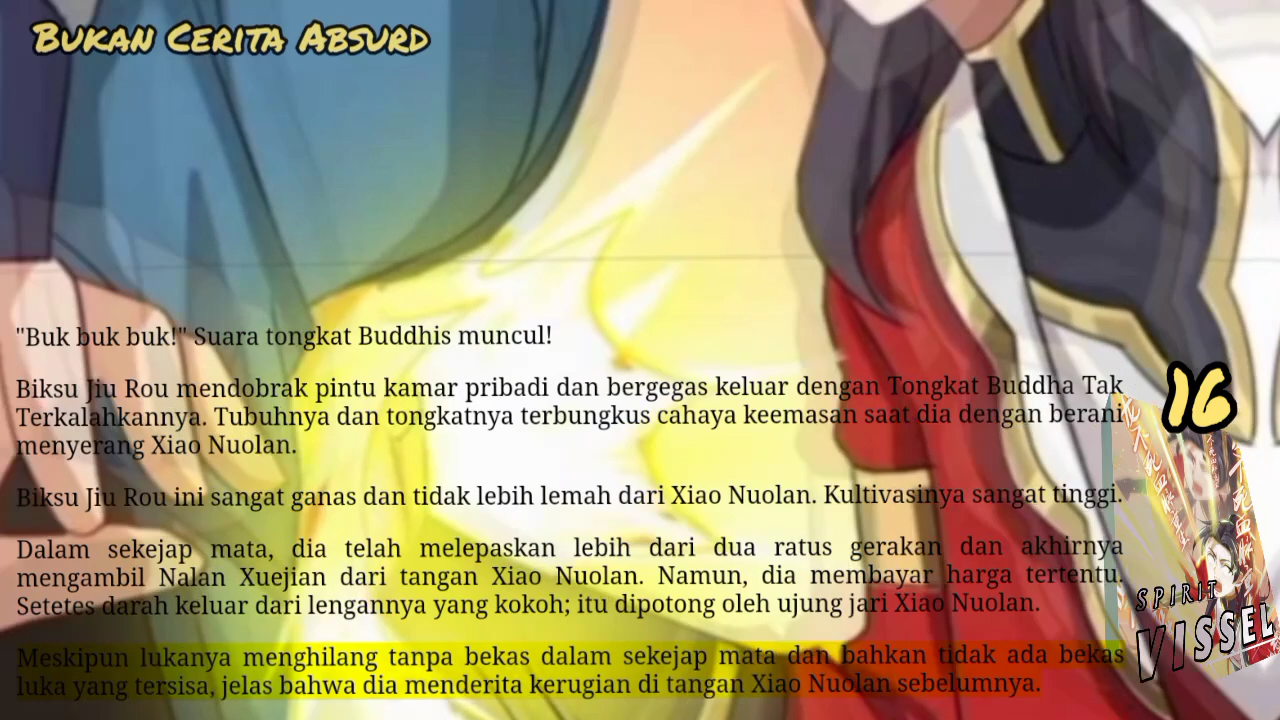 Bukan Cerita Absurd
"Buk buk buk!" Suara tongkat Buddhis muncul!
Biksu Jiu Rou mendobrak pintu kamar pribadi dan bergegas keluar dengan Tongkat Buddha Tak
Terkalahkannya. Tubuhnya dan tongkatnya terbungkus cahaya keemasan saat dia dengan berani
menyerang Xiao Nuolan.
Biksu Jiu Rou ini sangat ganas dan tidak lebih lemah dari Xiao Nuolan. Kultivasinya sangat tinggi.
Dalam sekejap mata, dia telah melepaskan lebih dari dua ratus gerakan dan akhirnya
mengambil Nalan Xuejian dari tangan Xiao Nuolan. Namun, dia membayar harga tertentu.
Setetes darah keluar dari lengannya yang kokoh; itu dipotong oleh ujung jari Xiao Nuolan.
Meskipun lukanya menghilang tanpa bekas dalam sekejap mata dan bahkan tidak ada bekas
luka yang tersisa, jelas bahwa dia menderita kerugian di tangan Xiao Nuolan sebelumnya.
16
SPIRIT
VISSEL